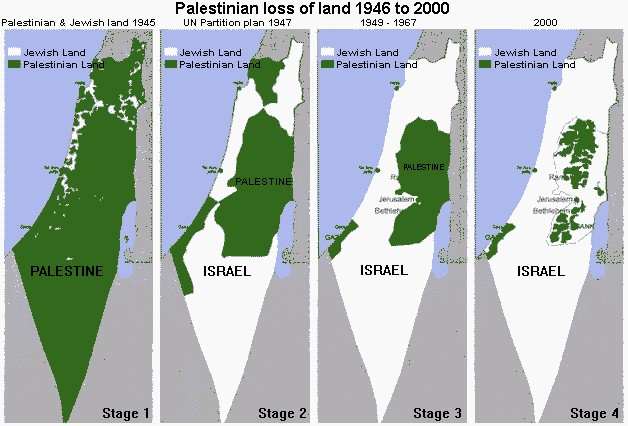 Palestinian loss of land 1946 to 2000
Palestinian & Jewish land 1945
Jewish Land
Palestinian Land
PALESTINE
Stage 1
UN Partition plan 1947
Jewish Land
Palestinian Land
PALESTINE
ISRAEL
Stage 2
1949 - 1967
Jewish Land
Palestinian Land
PALESTINE
Jerusalem
Bethlehem
ISRAEL
Stage 3
2000
Jewish Land
Palestinian Land
Jerusalem
Bethlehem
ISRAEL
Stage 4